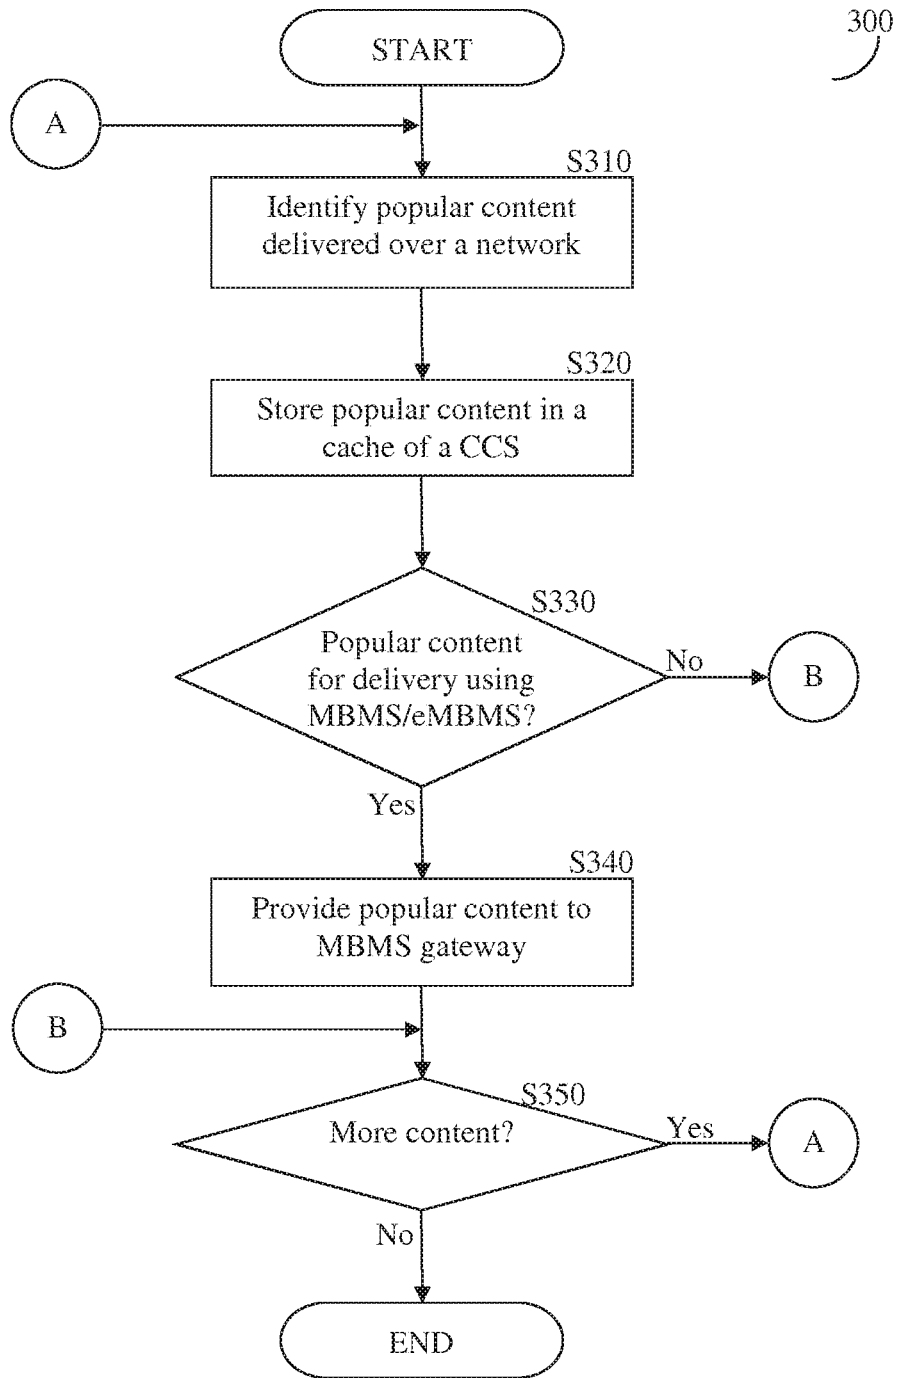 300
START
A
S310
Identify popular content
delivered over a network
S320
Store popular content in a
cache of a CCS
S330
Popular content
for delivery using
MBMS/eMBMS?
No
B
Yes
S340
Provide popular content to
MBMS gateway
B
S350
More content?
Yes
A
No
END